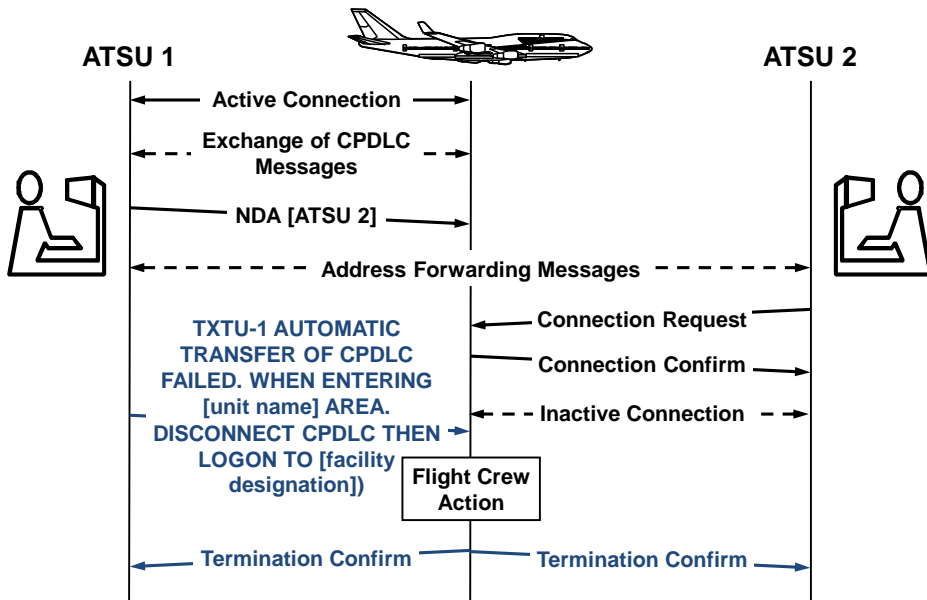 ATSU 1
ATSU 2
Active Connection
Exchange of CPDLC
Messages
NDA [ATSU 2]
Address Forwarding Messages
Connection Request
TXTU-1 AUTOMATIC
TRANSFER OF CPDLC
FAILED. WHEN ENTERING
[unit name] AREA.
DISCONNECT CPDLC THEN
LOGON TO [facility
designation])
Connection Confirm
Inactive Connection
Flight Crew
Action
Termination Confirm
Termination Confirm